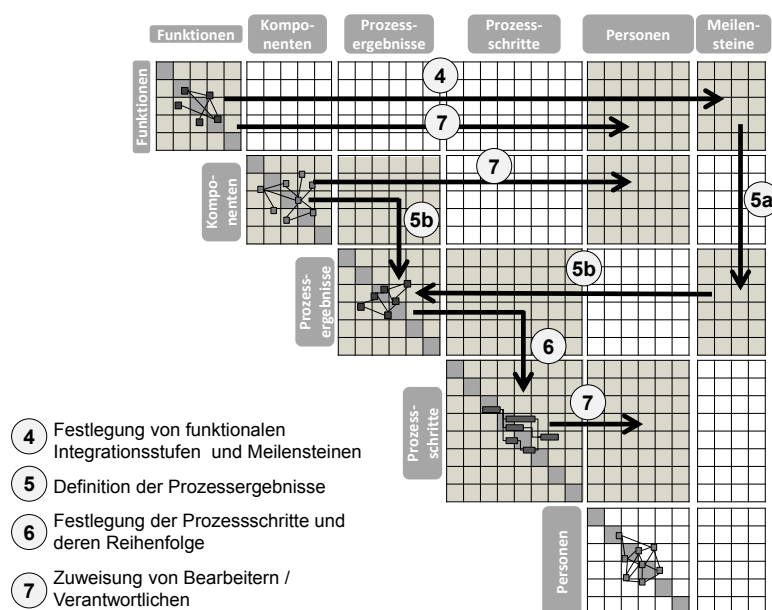 Funktionen
Kompo-
nenten
Prozess-
ergebnisse
Prozess-
schritte
Personen
Meilen-
steine
Funktionen
4
7
Kompo-
nenten
7
5b
5a
Prozess-
ergebnisse
5b
6
Prozess-
schritte
7
Personen
4 Festlegung von funktionalen
Integrationsstufen und Meilensteinen
5 Definition der Prozessergebnisse
6 Festlegung der Prozessschritte und
deren Reihenfolge
7 Zuweisung von Bearbeitern /
Verantwortlichen